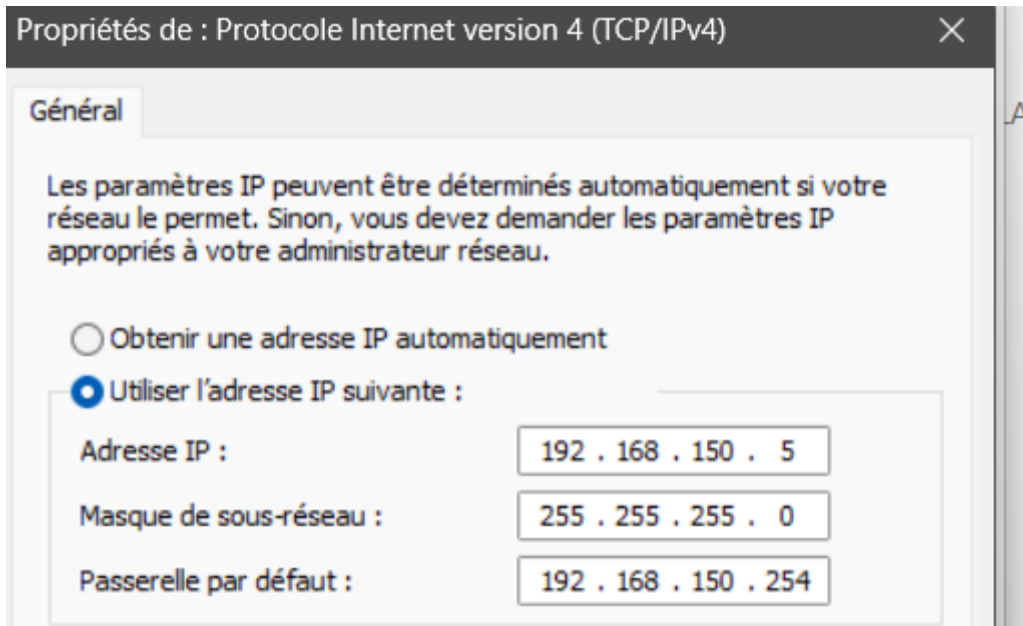 Propriétés de : Protocole Internet version 4 (TCP/IPv4)
Général
Les paramètres IP peuvent être déterminés automatiquement si votre
réseau le permet. Sinon, vous devez demander les paramètres IP
appropriés à votre administrateur réseau.
Obtenir une adresse IP automatiquement
Utiliser l'adresse IP suivante :
Adresse IP : 192 . 168 . 150 . 5
Masque de sous-réseau : 255 . 255 . 255 . 0
Passerelle par défaut : 192 . 168 . 150 . 254